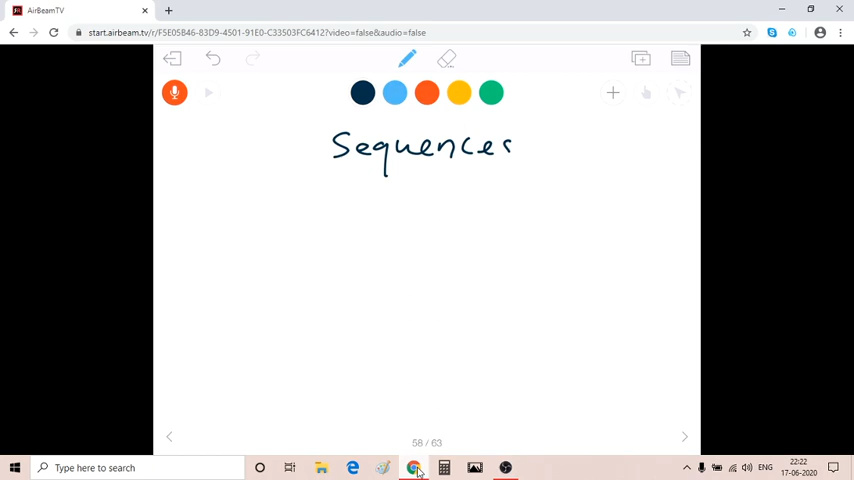 AirBeamTV
start.airbeam.tv/r/F5E05B46-83D9-4501-91E0-C33503FC6412?video=false&audio=false
Sequences
58 / 63
Type here to search
ENG
22:22
17-06-2020